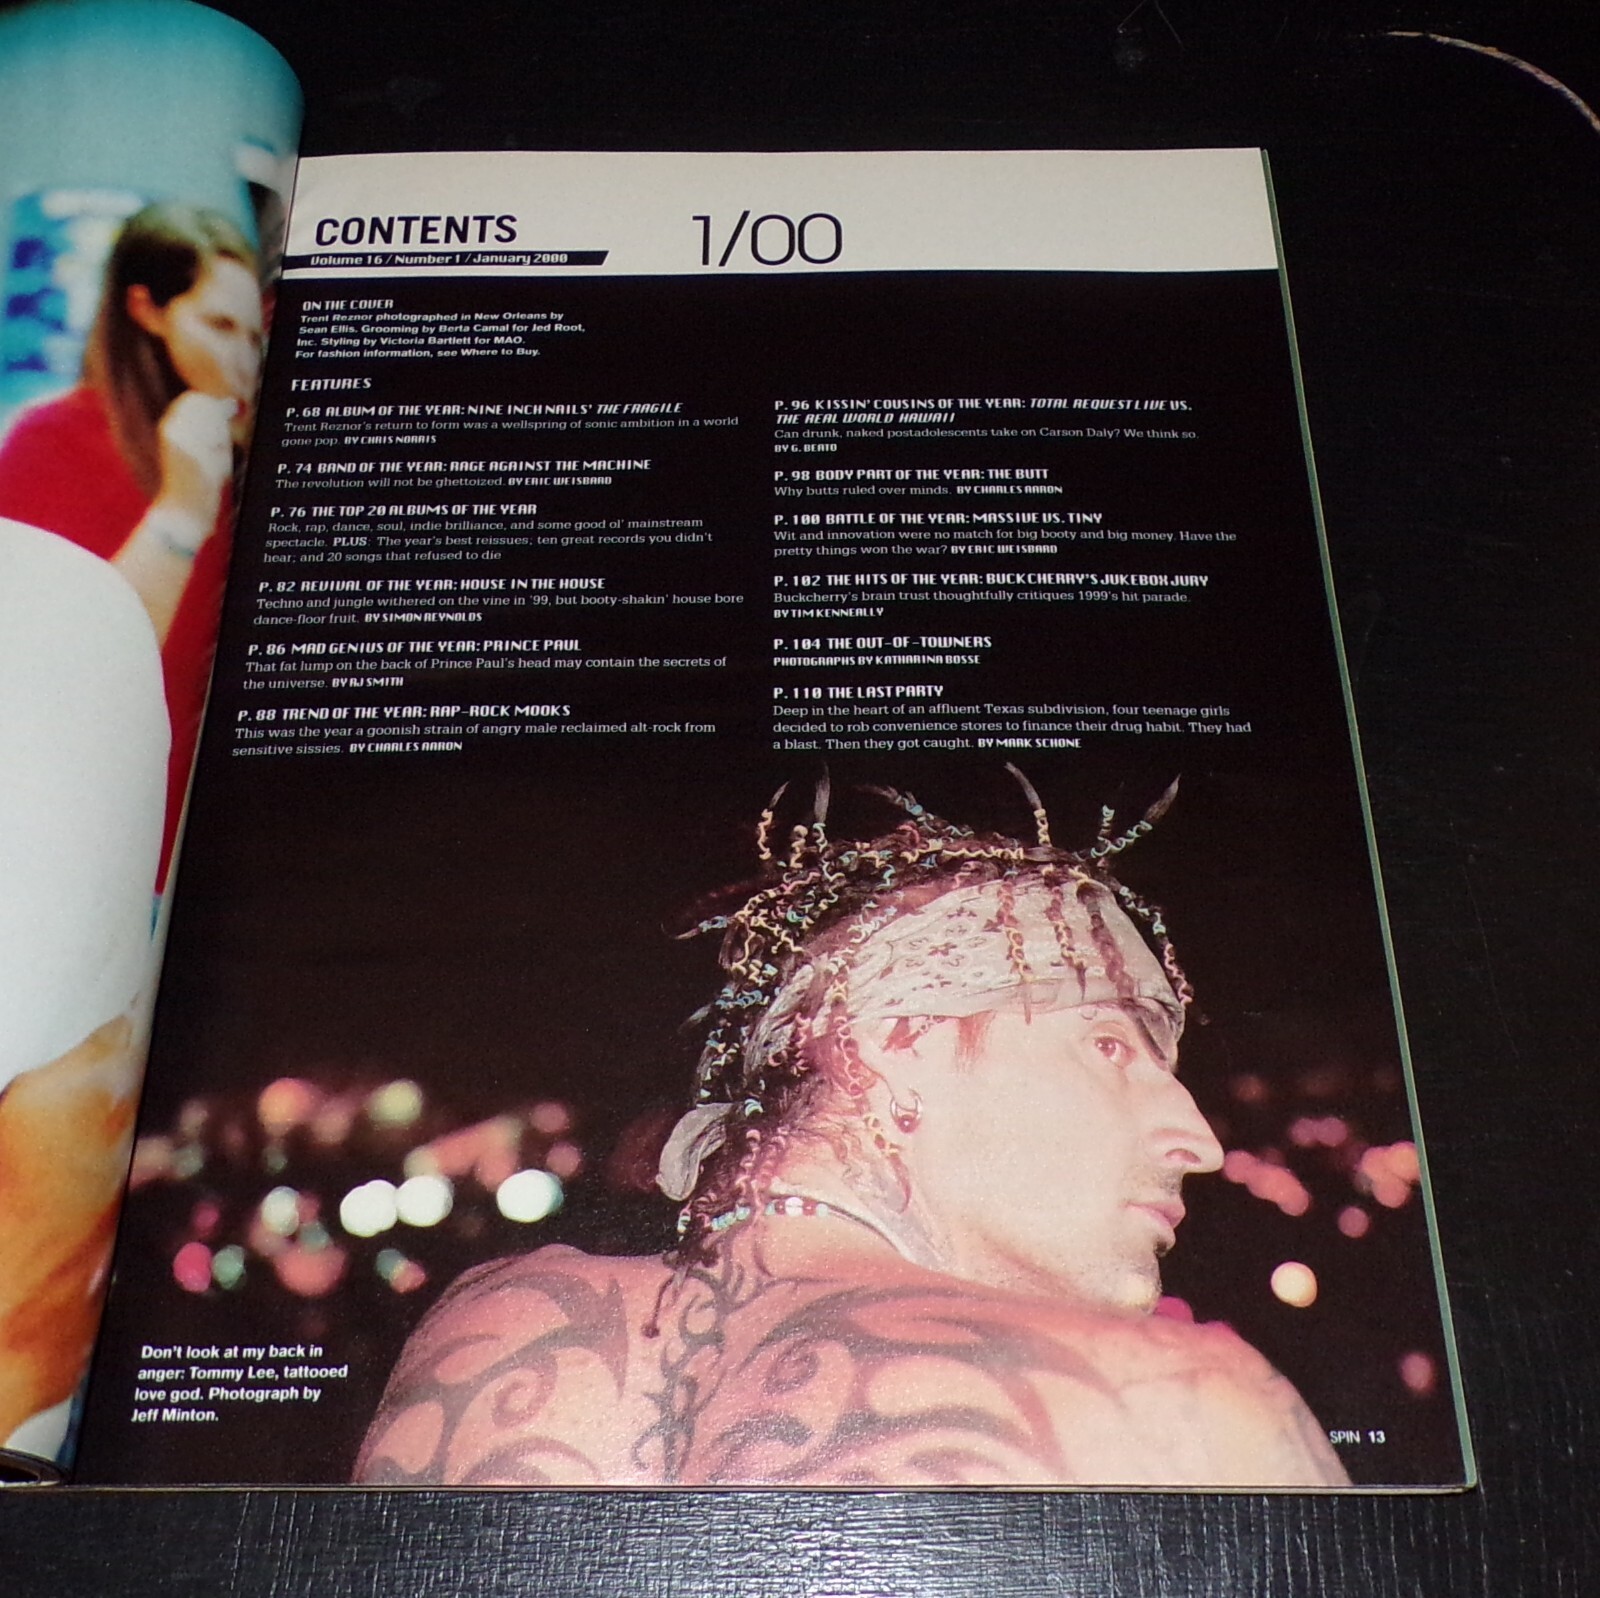 CONTENTS
1/00
Volume 16 / Number 1 / January 2000
ON THE COVER
Trent Reznor photographed in New Orleans by
Sean Ellis. Grooming by Berta Camal for Jed Root,
Inc. Styling by Victoria Bartlett for MAO.
For fashion information, see Where to Buy.
FEATURES
P. 68 ALBUM OF THE YEAR: NINE INCH NAILS' THE FRAGILE
Trent Reznor's return to form was a wellspring of sonic ambition in a world
gone pop. BY CHRIS NORRIS
P. 74 BAND OF THE YEAR: RAGE AGAINST THE MACHINE
The revolution will not be ghettoized. BY ERIC WEISBARD
P. 76 THE TOP 20 ALBUMS OF THE YEAR
Rock, rap, dance, soul, indie brilliance, and some good ol' mainstream
spectacle. PLUS: The year's best reissues; ten great records you didn't
hear; and 20 songs that refused to die
P. 82 REVIVAL OF THE YEAR: HOUSE IN THE HOUSE
Techno and jungle withered on the vine in '99, but booty-shakin' house bore
dance-floor fruit. BY SIMON REYNOLDS
P. 86 MAD GENIUS OF THE YEAR: PRINCE PAUL
That fat lump on the back of Prince Paul's head may contain the secrets of
the universe. BY RJ SMITH
P. 88 TREND OF THE YEAR: RAP-ROCK MOOKS
This was the year a goonish strain of angry male reclaimed alt-rock from
sensitive sissies. BY CHARLES AARON
P. 96 KISSIN' COUSINS OF THE YEAR: TOTAL REQUEST LIVE VS.
THE REAL WORLD HAWAII
Can drunk, naked postadolescents take on Carson Daly? We think so.
BY G. BEATO
P. 98 BODY PART OF THE YEAR: THE BUTT
Why butts ruled over minds. BY CHARLES AARON
P. 100 BATTLE OF THE YEAR: MASSIVE VS. TINY
Wit and innovation were no match for big booty and big money. Have the
pretty things won the war? BY ERIC WEISBARD
P. 102 THE HITS OF THE YEAR: BUCKCHERRY'S JUKEBOX JURY
Buckcherry's brain trust thoughtfully critiques 1999's hit parade.
BY TIM KENNEALLY
P. 104 THE OUT-OF-TOWNERS
PHOTOGRAPHS BY KATHARINA BOSSE
P. 110 THE LAST PARTY
Deep in the heart of an affluent Texas subdivision, four teenage girls
decided to rob convenience stores to finance their drug habit. They had
a blast. Then they got caught. BY MARK SCHONE
Don't look at my back in
anger: Tommy Lee, tattooed
love god. Photograph by
Jeff Minton.
SPIN 13